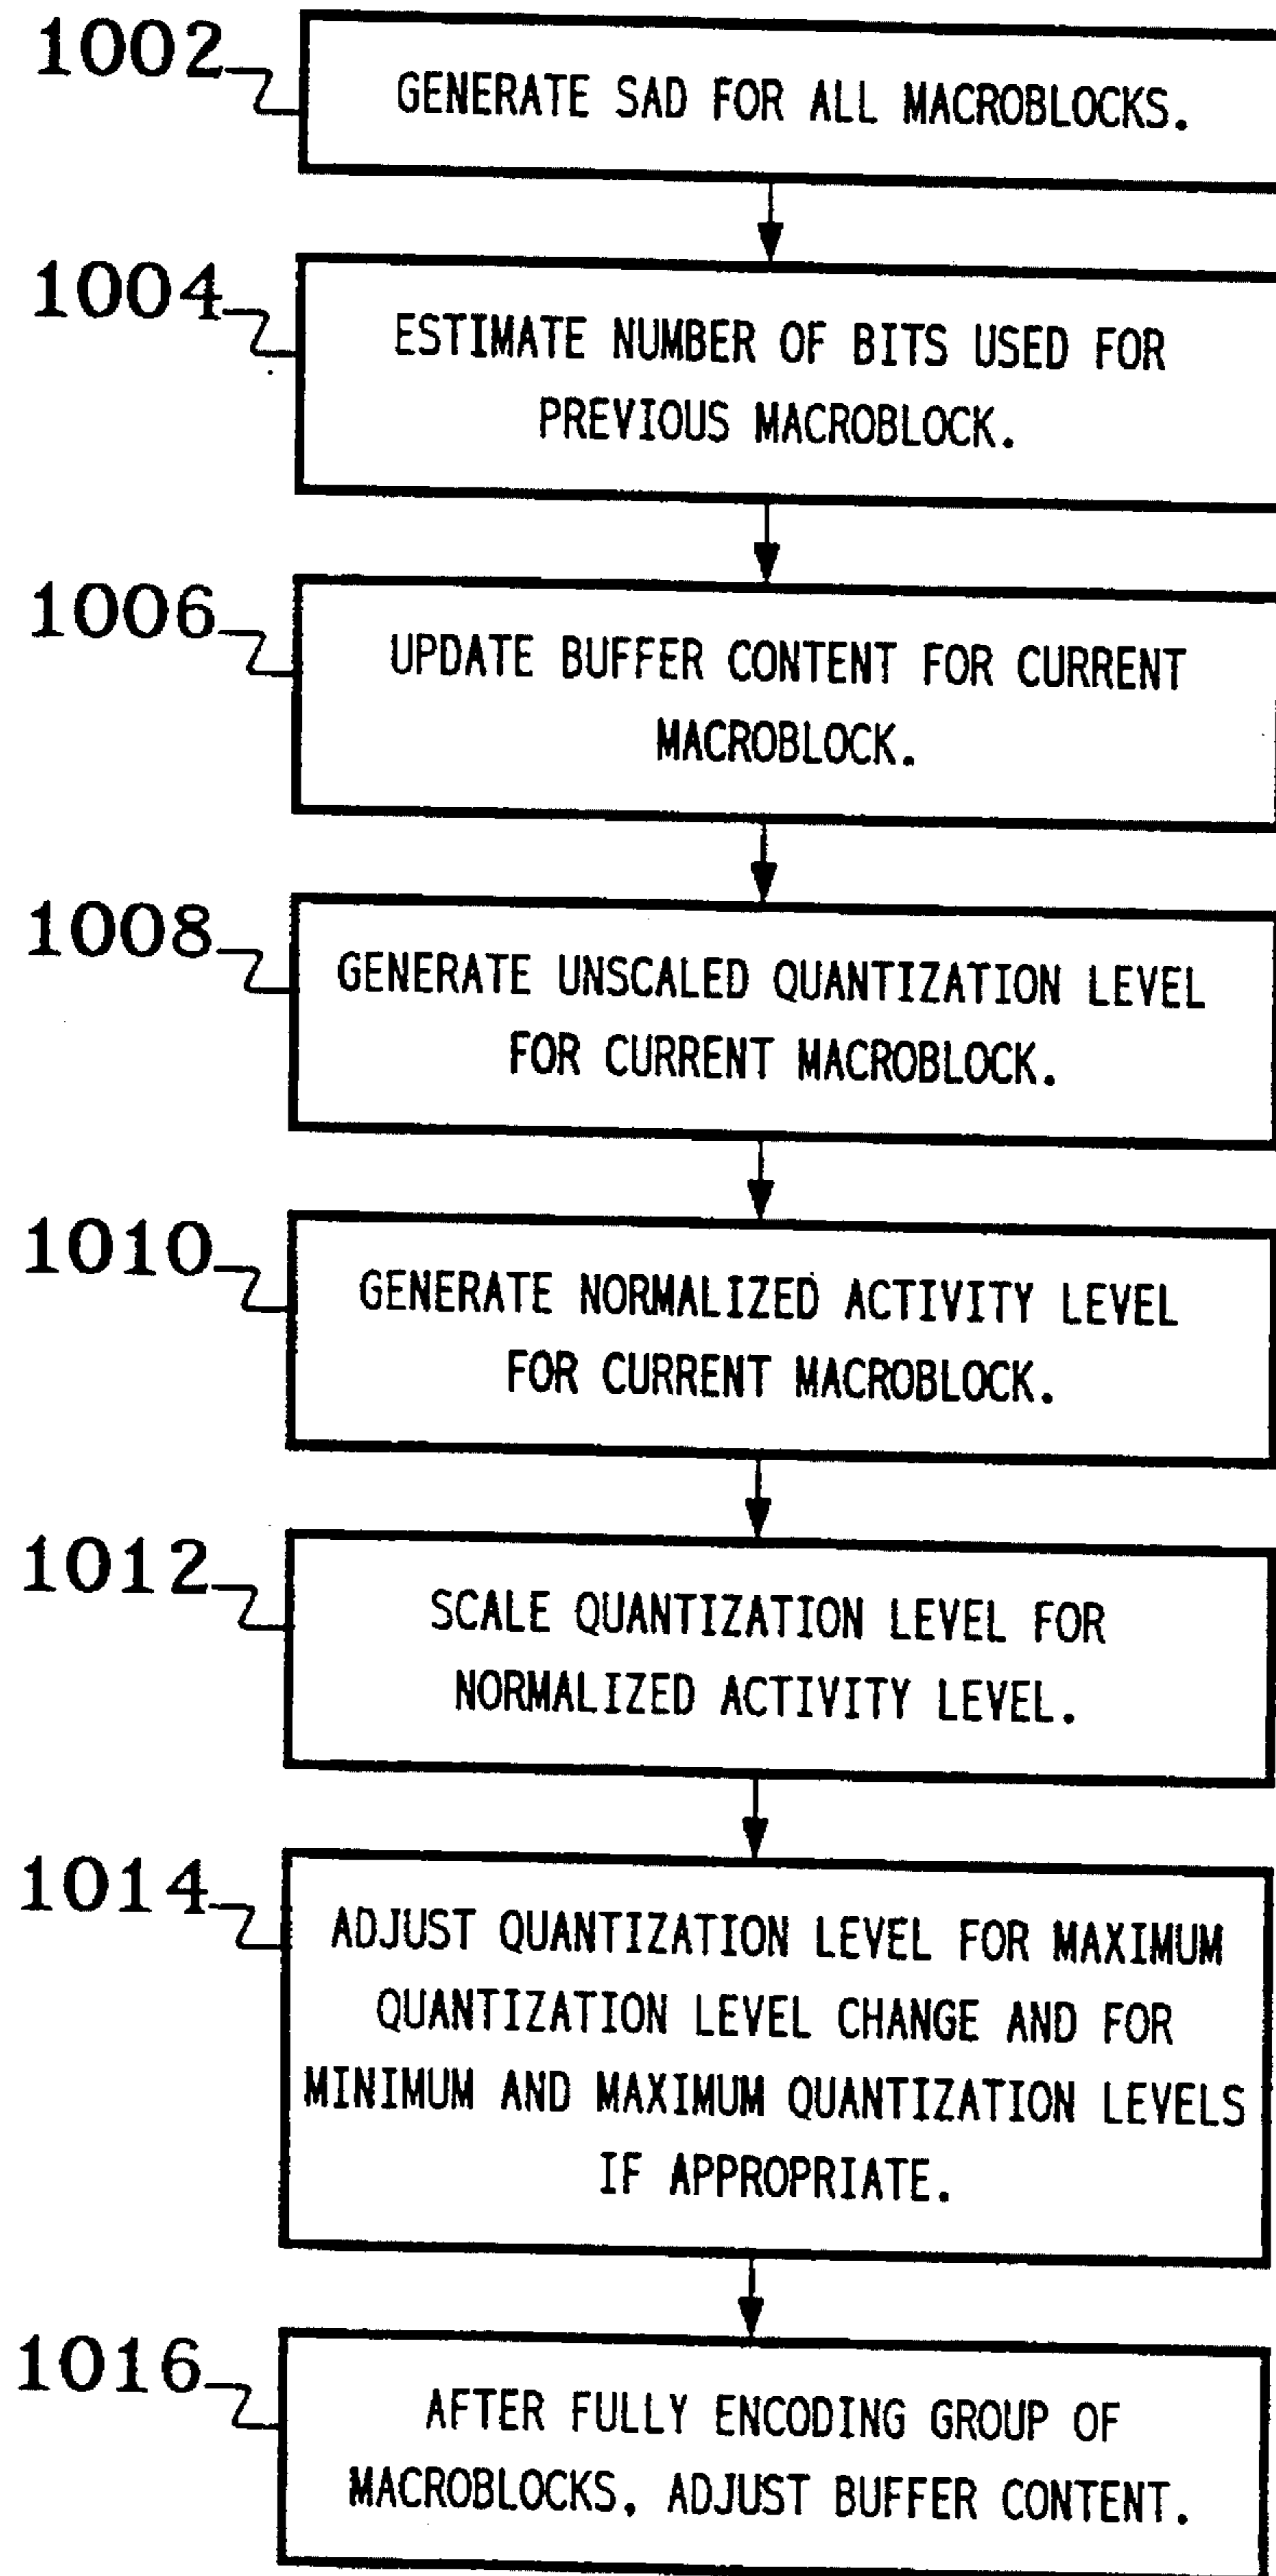 1002
GENERATE SAD FOR ALL MACROBLOCKS.
1004
ESTIMATE NUMBER OF BITS USED FOR
PREVIOUS MACROBLOCK.
1006
UPDATE BUFFER CONTENT FOR CURRENT
MACROBLOCK.
1008
GENERATE UNSCALED QUANTIZATION LEVEL
FOR CURRENT MACROBLOCK.
1010
GENERATE NORMALIZED ACTIVITY LEVEL
FOR CURRENT MACROBLOCK.
1012
SCALE QUANTIZATION LEVEL FOR
NORMALIZED ACTIVITY LEVEL.
1014
ADJUST QUANTIZATION LEVEL FOR MAXIMUM
QUANTIZATION LEVEL CHANGE AND FOR
MINIMUM AND MAXIMUM QUANTIZATION LEVELS
IF APPROPRIATE.
1016
AFTER FULLY ENCODING GROUP OF
MACROBLOCKS, ADJUST BUFFER CONTENT.